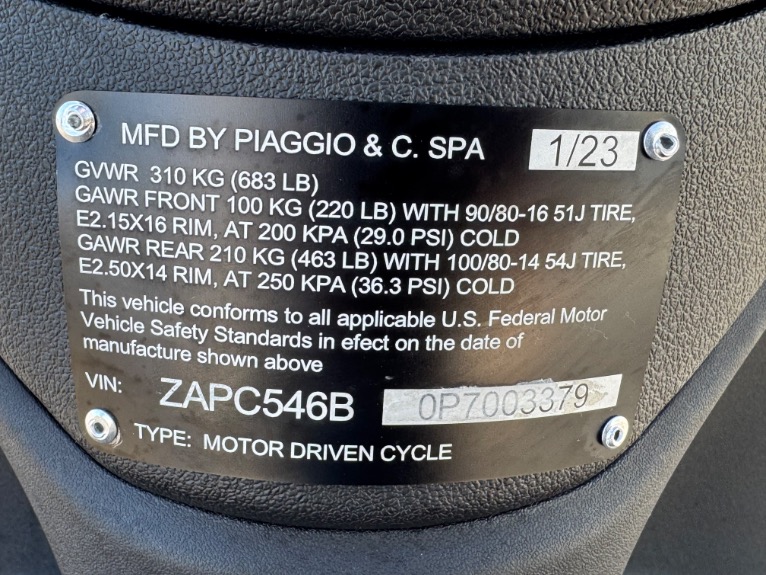 MFD BY PIAGGIO & C. SPA 1/23
GVWR 310 KG (683 LB)
GAWR FRONT 100 KG (220 LB) WITH 90/80-16 51J TIRE,
E2.15X16 RIM, AT 200 KPA (29.0 PSI) COLD
GAWR REAR 210 KG (463 LB) WITH 100/80-14 54J TIRE,
E2.50X14 RIM, AT 250 KPA (36.3 PSI) COLD
This vehicle conforms to all applicable U.S. Federal Motor
Vehicle Safety Standards in efect on the date of
manufacture shown above
VIN: ZAPC546B 0P7003379
TYPE: MOTOR DRIVEN CYCLE